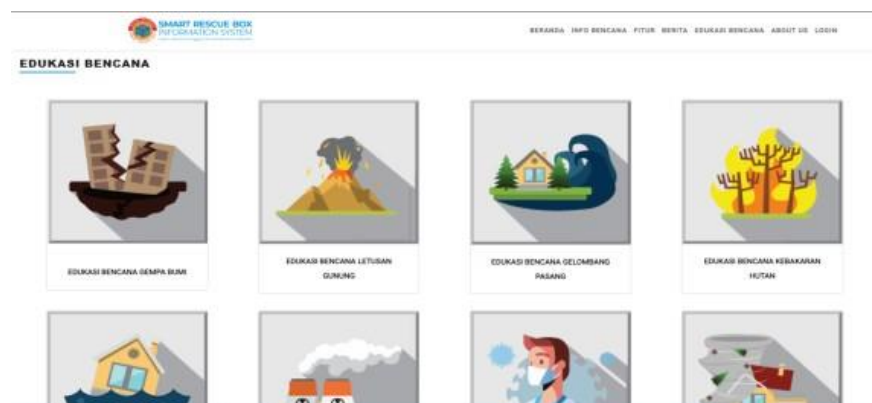 SMART RESCUE BOX
INFORMATION SYSTEM
BERANDA INFO BENCANA FITUR BERITA EDUKASI BENCANA ABOUT US LOGIN
EDUKASI BENCANA
EDUKASI BENCANA GEMPA BUMI
EDUKASI BENCANA LETUSAN
GUNUNG
EDUKASI BENCANA GELOMBANG
PASANG
EDUKASI BENCANA KEBAKARAN
HUTAN